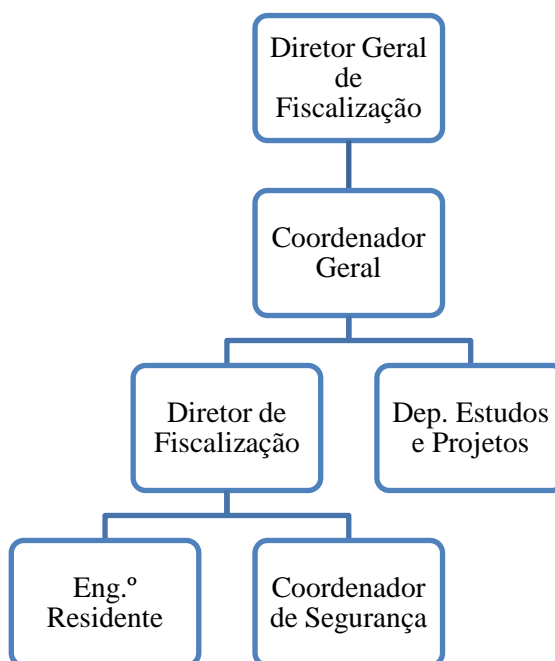 Diretor Geral
de
Fiscalização
Coordenador
Geral
Diretor de
Fiscalização
Dep. Estudos
e Projetos
Eng.º
Residente
Coordenador
de Segurança